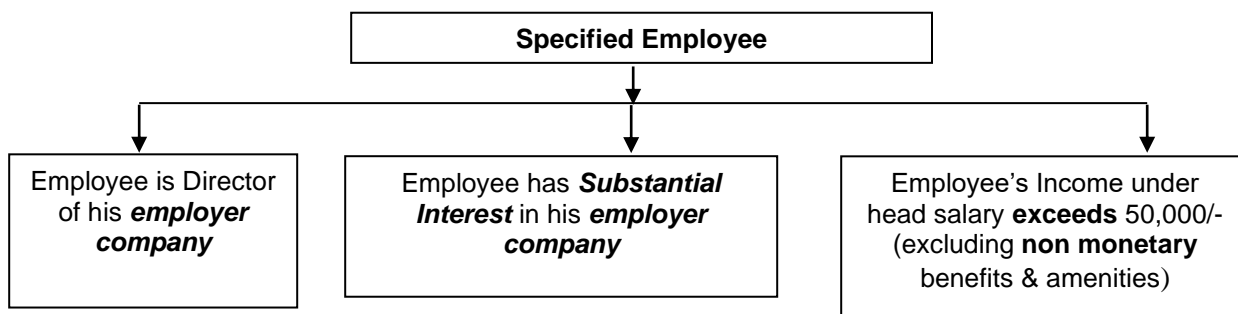 Specified Employee
Employee is Director
of his employer
company
Employee has Substantial
Interest in his employer
company
Employee's Income under
head salary exceeds 50,000/-
(excluding non monetary
benefits & amenities)